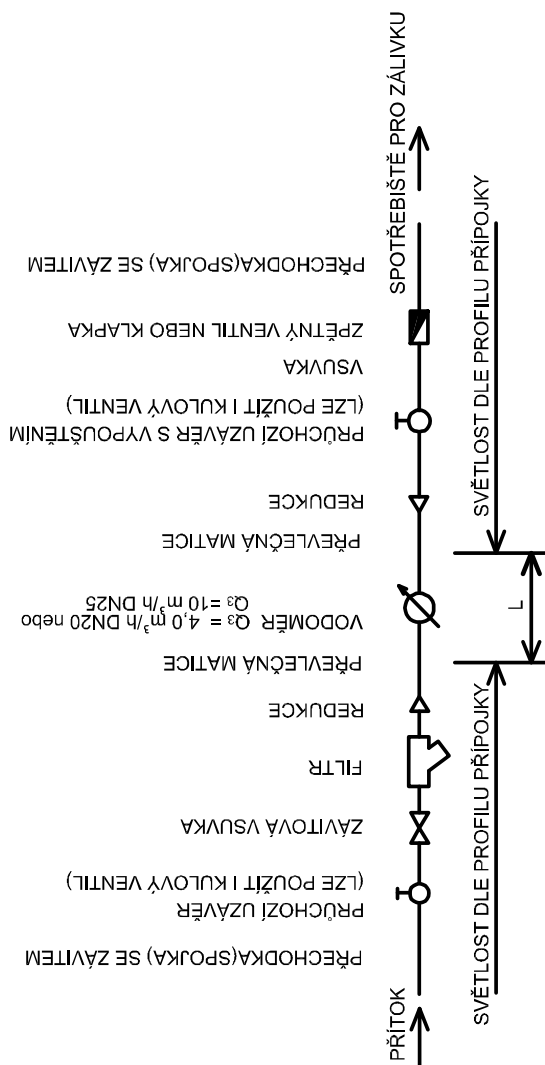 PŘÍTOK
PŘECHODKA(SPOJKA) SE ZÁVITEM
PRŮCHOZÍ UZÁVĚR
(LZE POUŽÍT I KULOVÝ VENTIL)
ZÁVITOVÁ VSUVKA
FILTR
REDUKCE
PŘEVLEČNÁ MATICE
VODOMĚR Q₃ = 4,0 m³/h DN20 nebo
Q₃ =10 m³/h DN25
PŘEVLEČNÁ MATICE
REDUKCE
PRŮCHOZÍ UZÁVĚR S VYPOUŠTĚNÍM
(LZE POUŽÍT I KULOVÝ VENTIL)
VSUVKA
ZPĚTNÝ VENTIL NEBO KLAPKA
PŘECHODKA(SPOJKA) SE ZÁVITEM
SPOTŘEBIŠTĚ PRO ZÁLIVKU
SVĚTLOST DLE PROFILU PŘÍPOJKY
L
SVĚTLOST DLE PROFILU PŘÍPOJKY